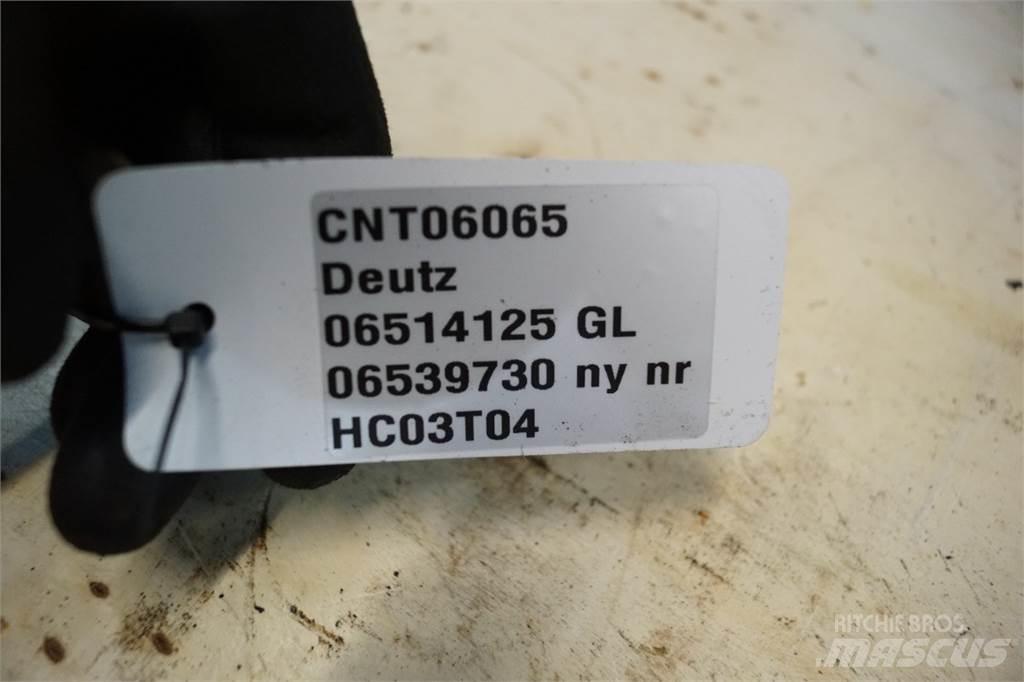 CNT06065
Deutz
06514125 GL
06539730 ny nr
HC03T04
RITCHIE BROS.
MASCUS